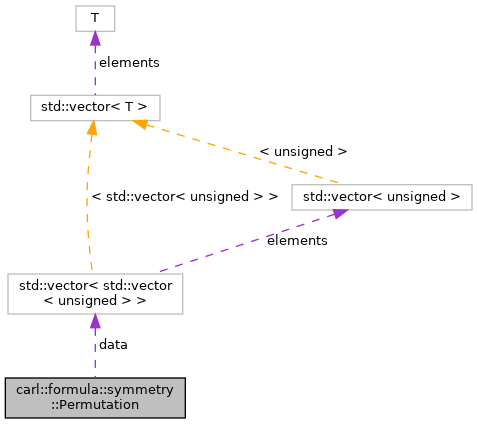 T
elements
std::vector< T >
< unsigned >
< std::vector< unsigned > >
std::vector< unsigned >
elements
std::vector< std::vector
< unsigned > >
data
carl::formula::symmetry
::Permutation